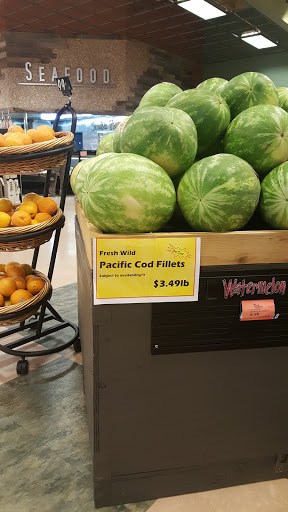 SEAFOOD
Fresh Wild
Pacific Cod Fillets
Subject to availability!!!
$3.49lb
Watermelon